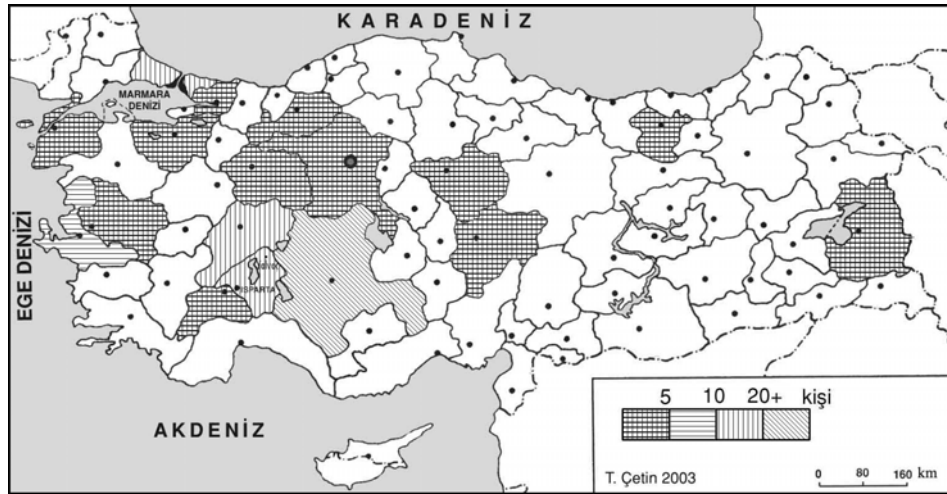 KARADENİZ
MARMARA
DENİZİ
EGE DENİZİ
ISPARTA
AKDENİZ
5 10 20+ kişi
T. Çetin 2003
0 80 160 km